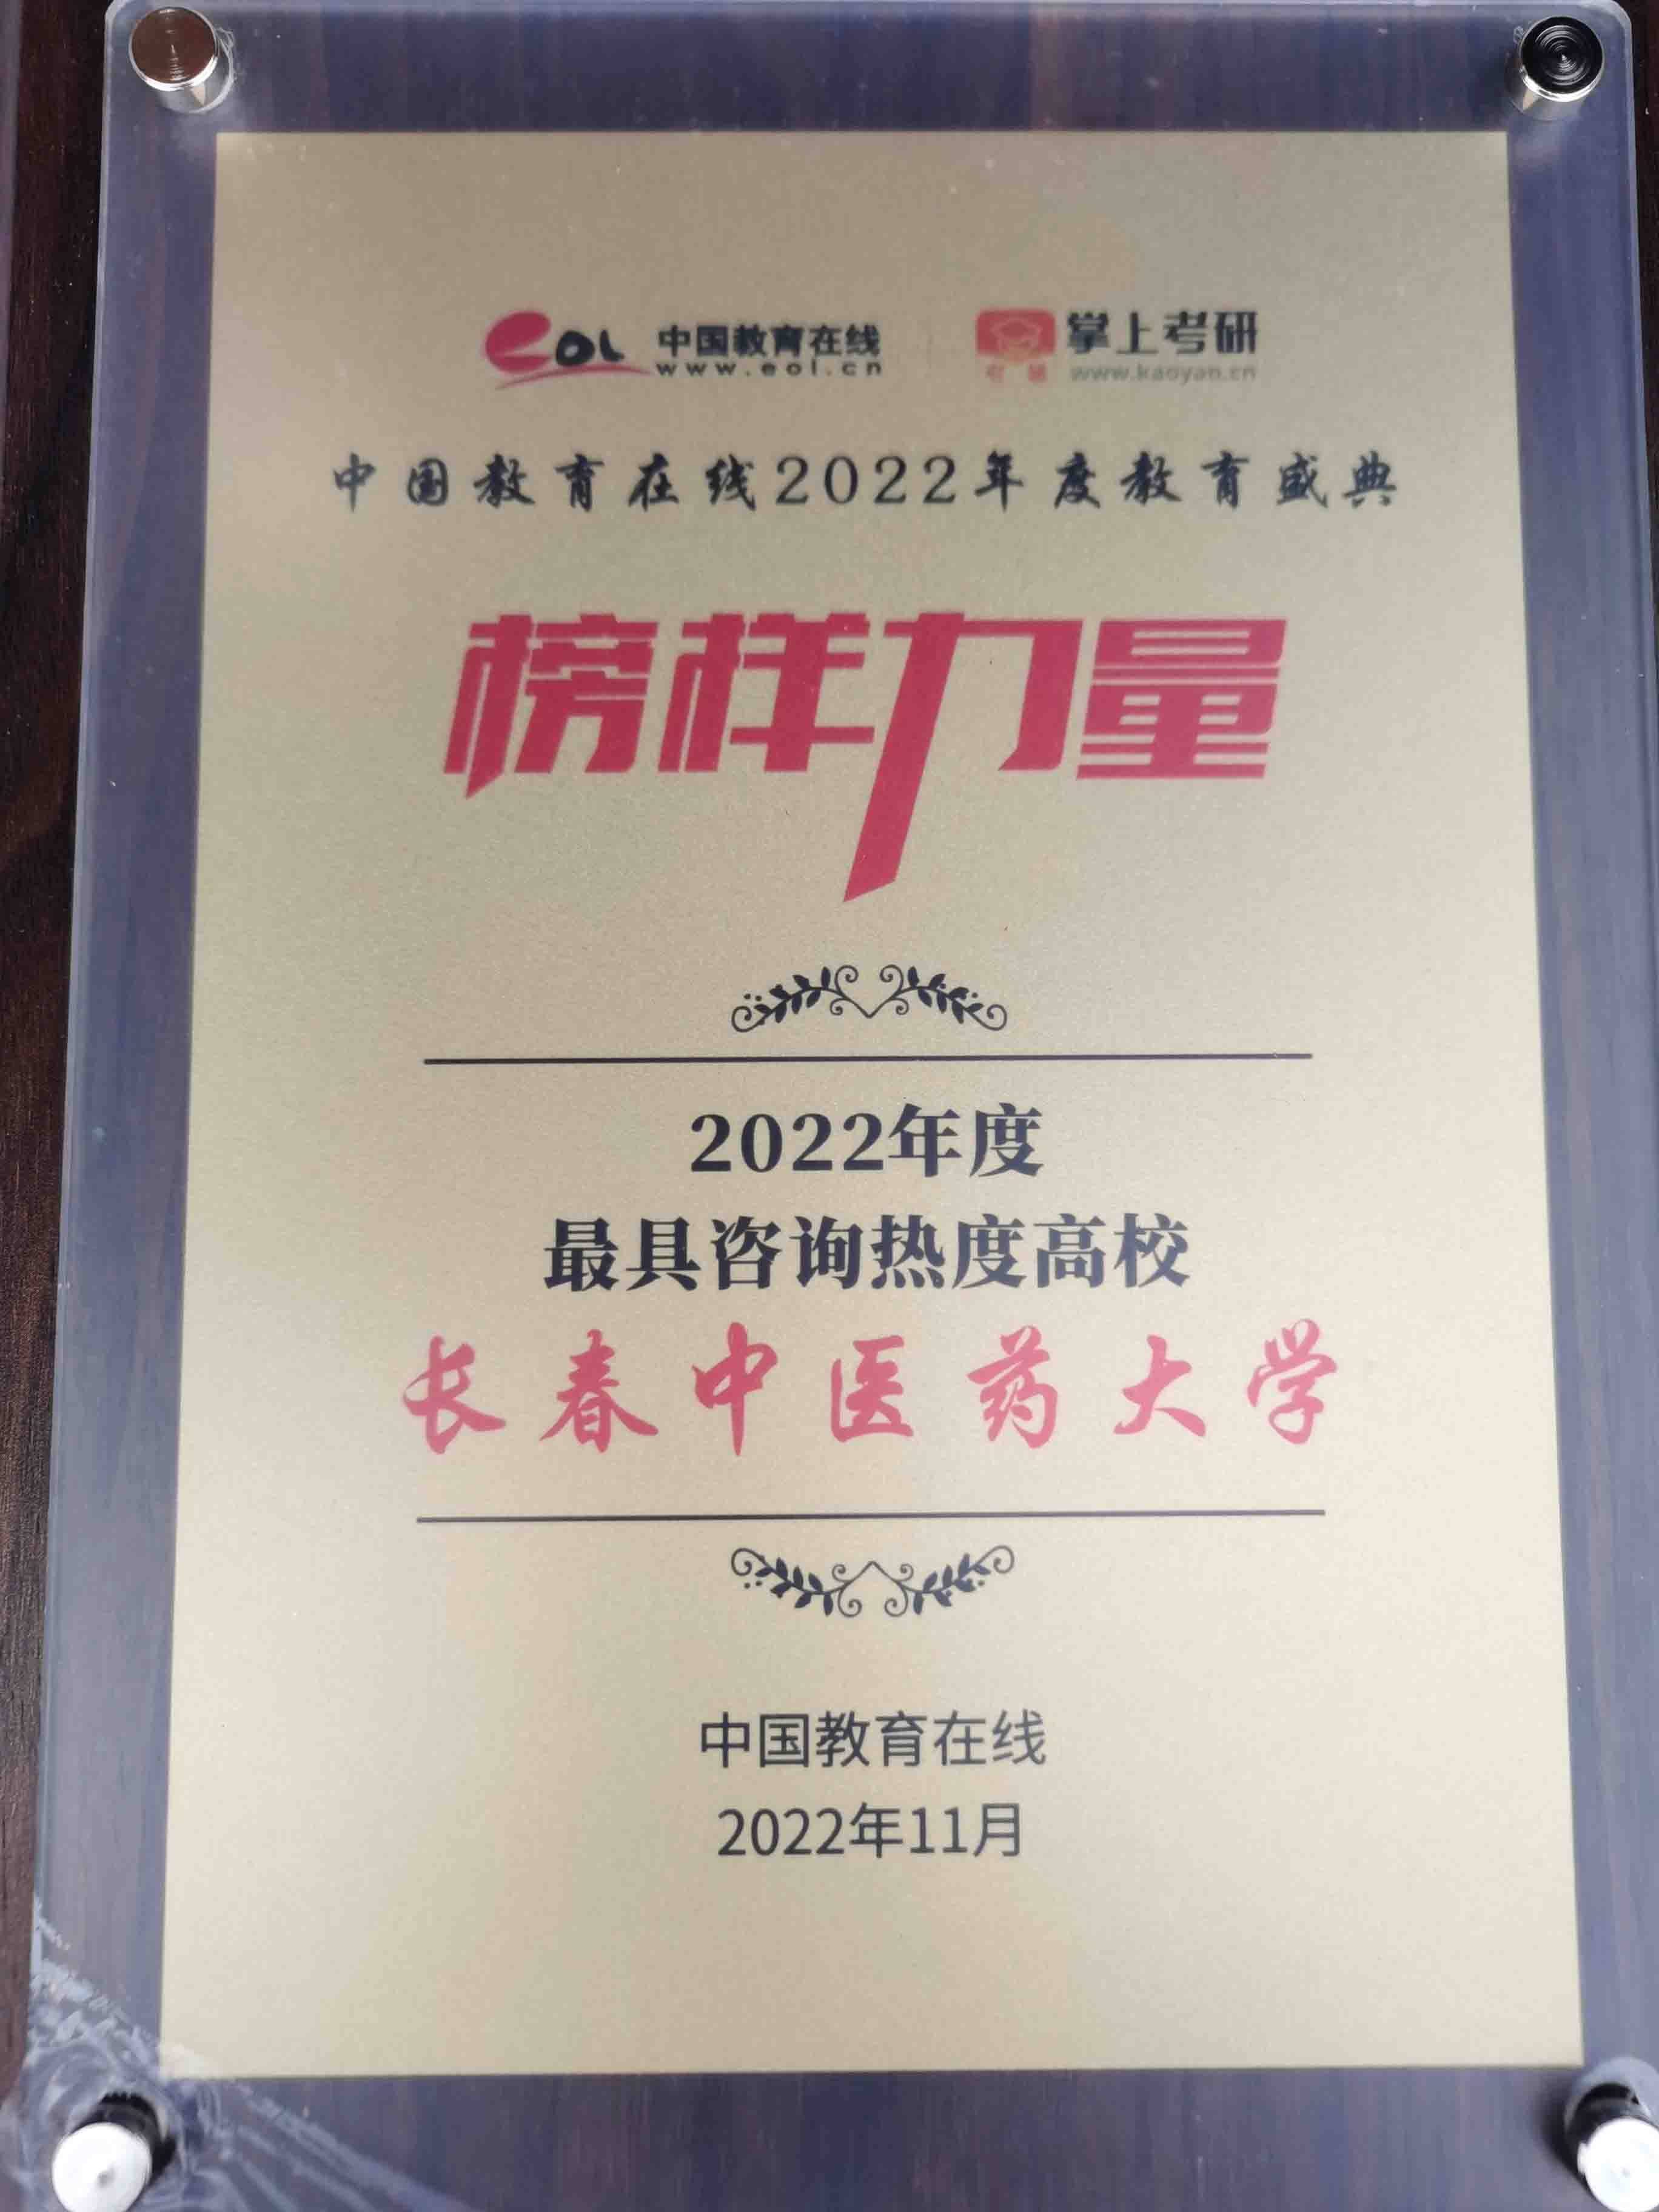 eol 中国教育在线 掌上考研
www.eol.cn www.kaoyan.cn
中国教育在线2022年度教育盛典
榜样力量
2022年度
最具咨询热度高校
长春中医药大学
中国教育在线
2022年11月